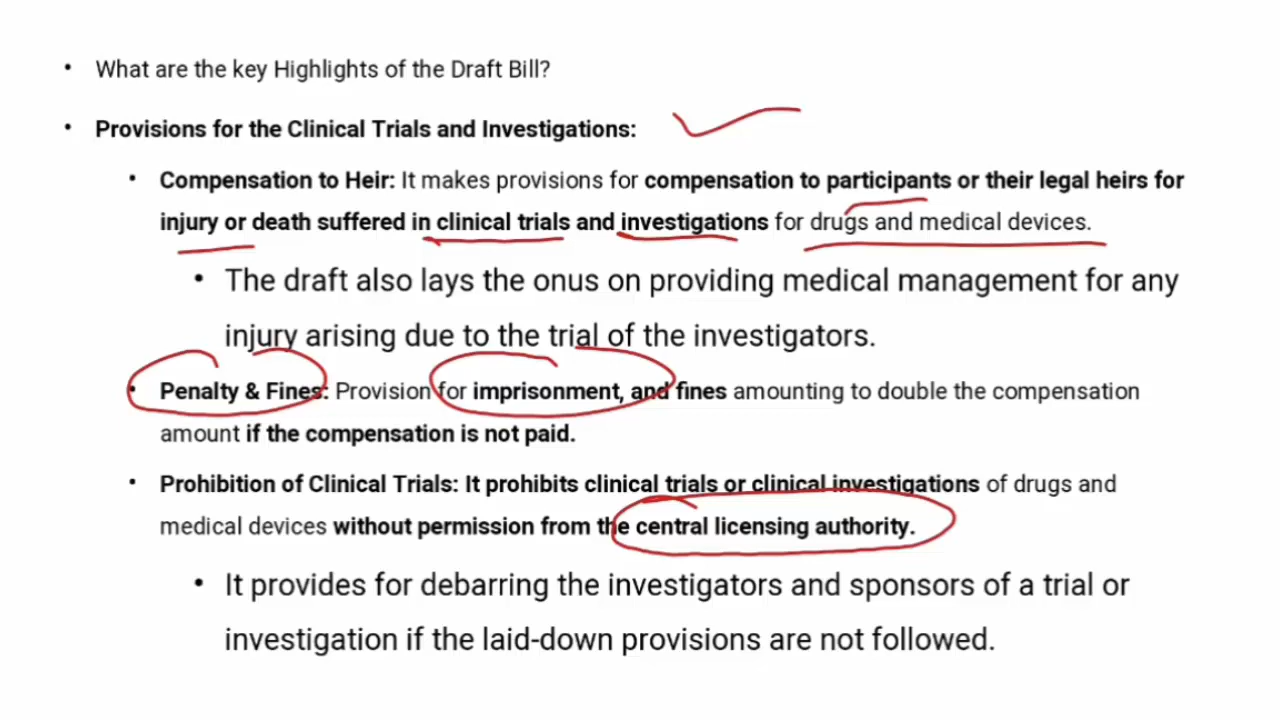 • What are the key Highlights of the Draft Bill?
• Provisions for the Clinical Trials and Investigations:
• Compensation to Heir: It makes provisions for compensation to participants or their legal heirs for
injury or death suffered in clinical trials and investigations for drugs and medical devices.
• The draft also lays the onus on providing medical management for any
injury arising due to the trial of the investigators.
• Penalty & Fines: Provision for imprisonment, and fines amounting to double the compensation
amount if the compensation is not paid.
• Prohibition of Clinical Trials: It prohibits clinical trials or clinical investigations of drugs and
medical devices without permission from the central licensing authority.
• It provides for debarring the investigators and sponsors of a trial or
investigation if the laid-down provisions are not followed.